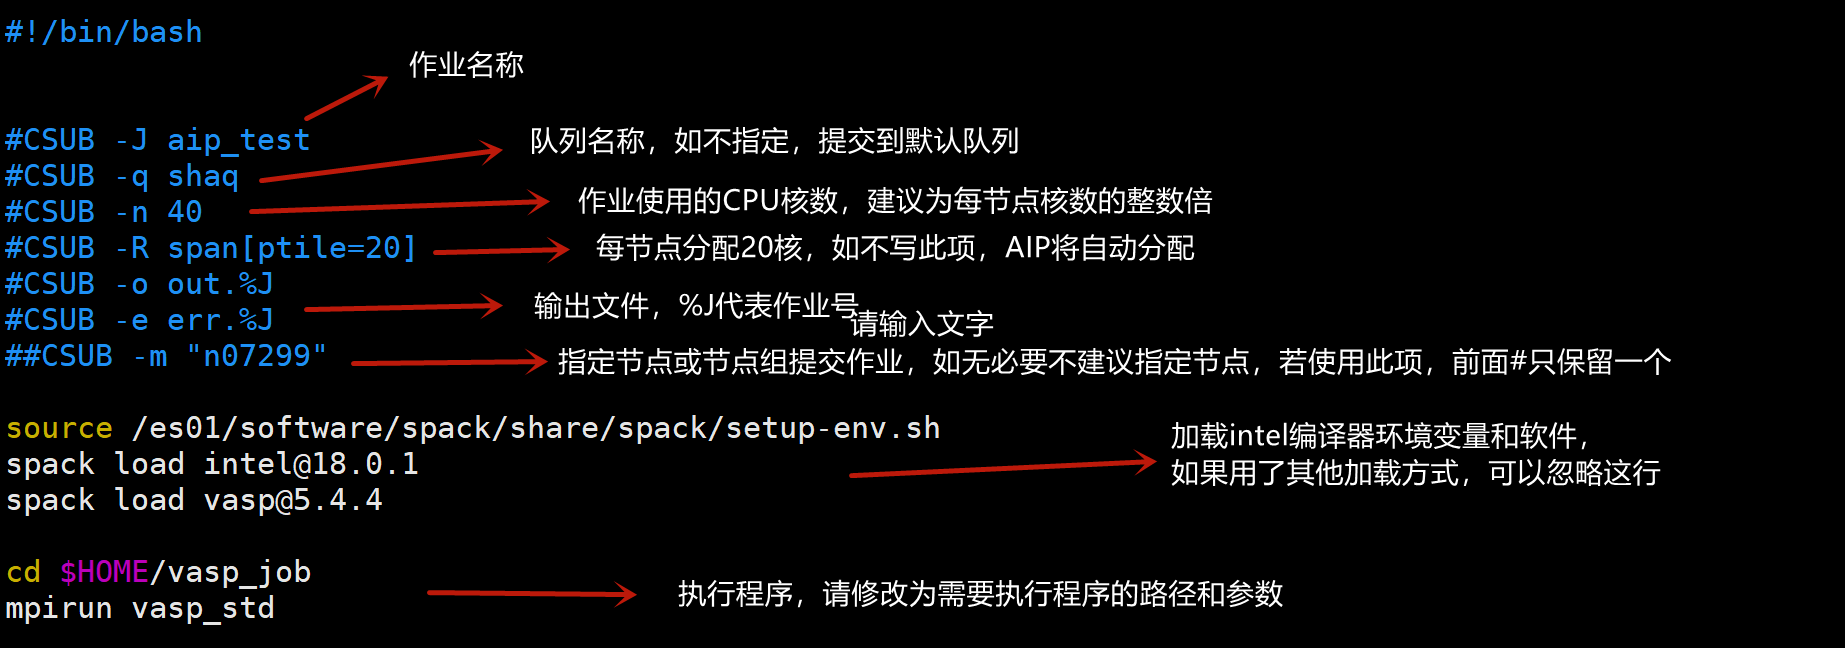 #!/bin/bash
作业名称
#CSUB -J aip_test
队列名称，如不指定，提交到默认队列
#CSUB -q shaq
#CSUB -n 40
作业使用的CPU核数，建议为每节点核数的整数倍
#CSUB -R span[ptile=20]
每节点分配20核，如不写此项，AIP将自动分配
#CSUB -o out.%J
输出文件，%J代表作业号
#CSUB -e err.%J
请输入文字
##CSUB -m "n07299"
指定节点或节点组提交作业，如无必要不建议指定节点，若使用此项，前面#只保留一个
source /es01/software/spack/share/spack/setup-env.sh
加载intel编译器环境变量和软件，
spack load intel@18.0.1
如果用了其他加载方式，可以忽略这行
spack load vasp@5.4.4
cd $HOME/vasp_job
执行程序，请修改为需要执行程序的路径和参数
mpirun vasp_std